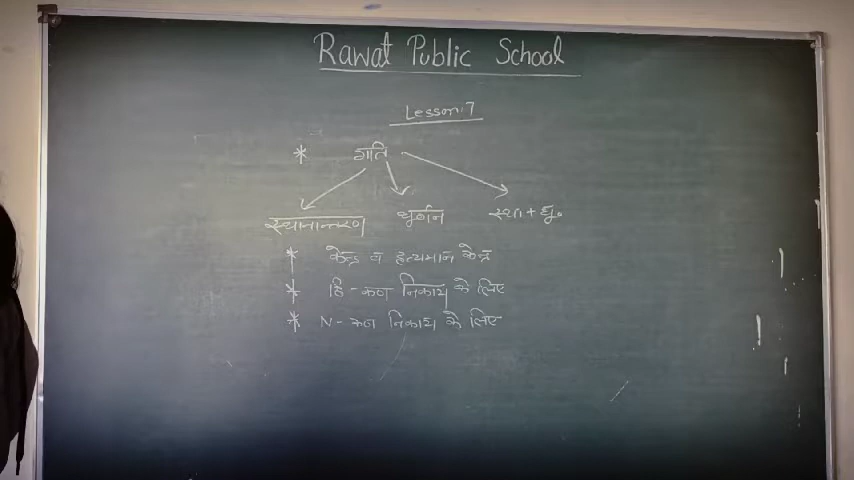 Rawat Public School
Lesson:7
* गति
स्थानान्तरण घुर्णन स्था + घु॰
* केन्द्र व द्रव्यमान केन्द्र
* द्वि - कण निकाय के लिए
* N - कण निकाय के लिए